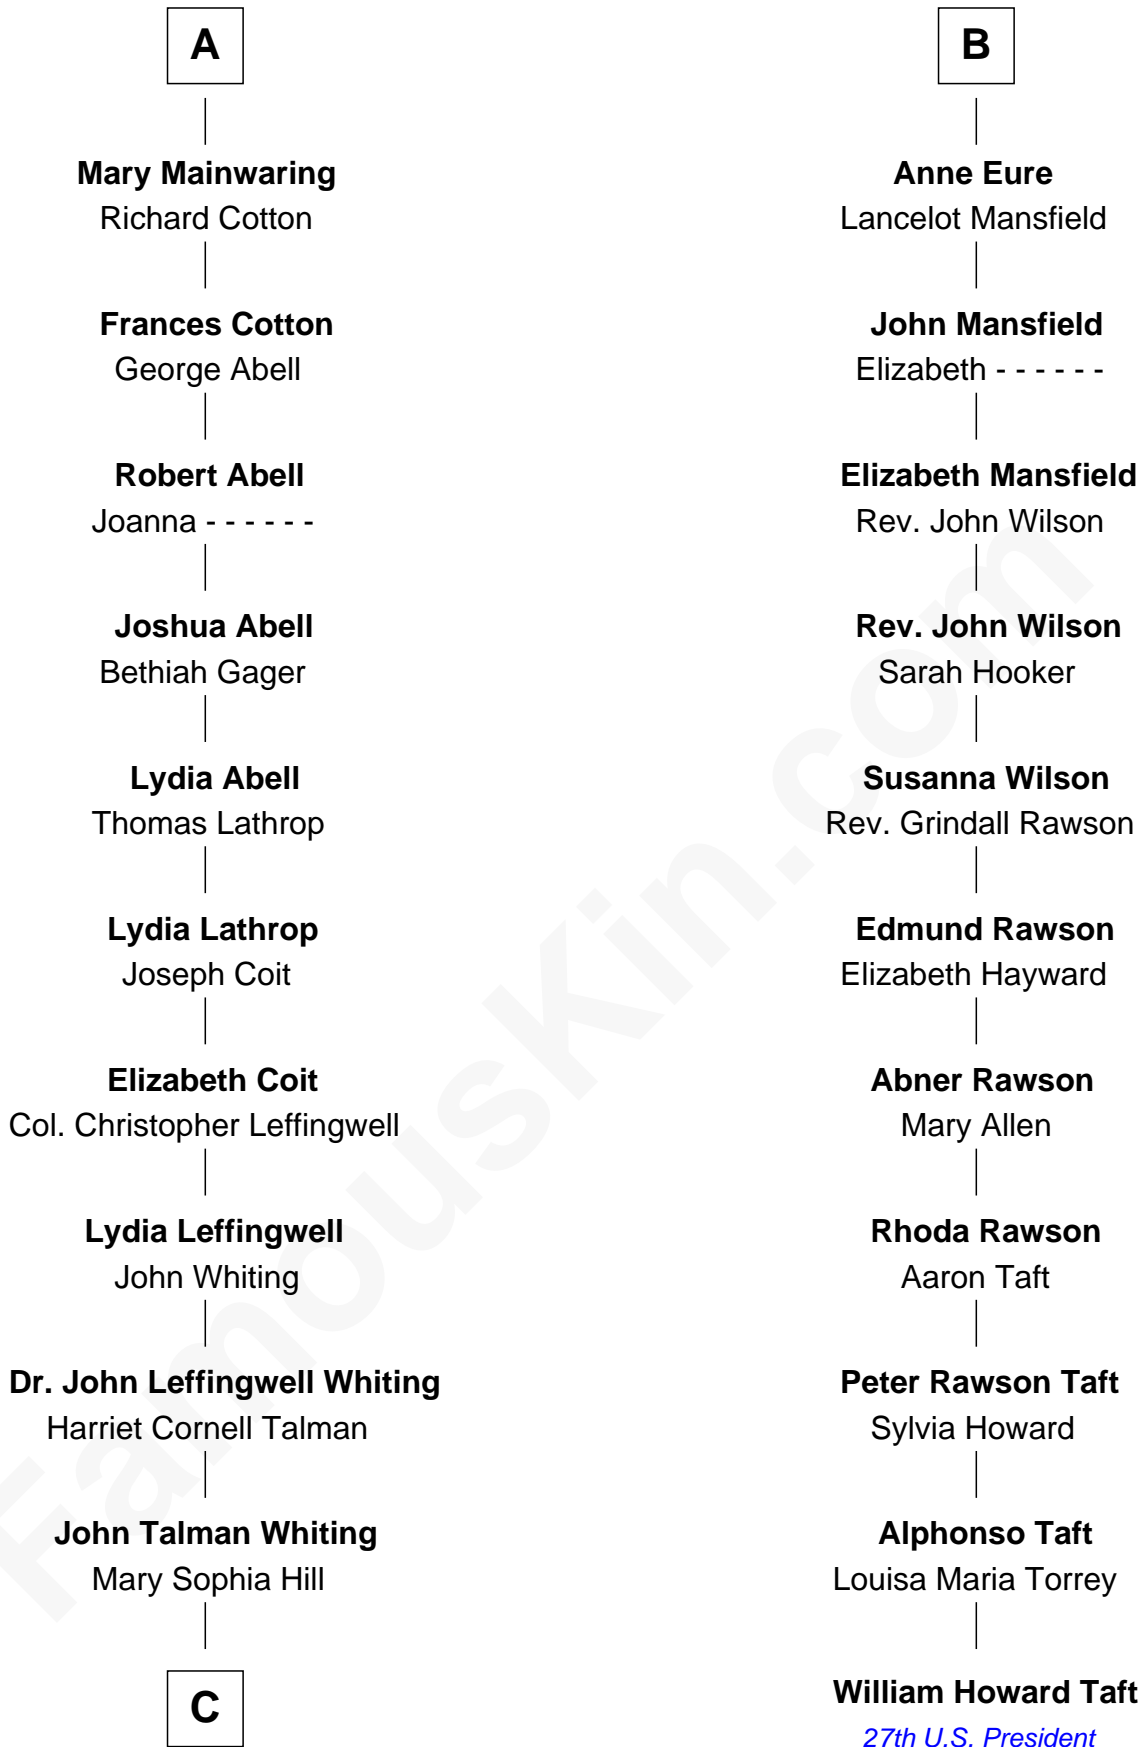 A
Mary Mainwaring
Richard Cotton
Frances Cotton
George Abell
Robert Abell
Joanna - - - - - -
Joshua Abell
Bethiah Gager
Lydia Abell
Thomas Lathrop
Lydia Lathrop
Joseph Coit
Elizabeth Coit
Col. Christopher Leffingwell
Lydia Leffingwell
John Whiting
Dr. John Leffingwell Whiting
Harriet Cornell Talman
John Talman Whiting
Mary Sophia Hill
C
B
Anne Eure
Lancelot Mansfield
John Mansfield
Elizabeth - - - - - -
Elizabeth Mansfield
Rev. John Wilson
Rev. John Wilson
Sarah Hooker
Susanna Wilson
Rev. Grindall Rawson
Edmund Rawson
Elizabeth Hayward
Abner Rawson
Mary Allen
Rhoda Rawson
Aaron Taft
Peter Rawson Taft
Sylvia Howard
Alphonso Taft
Louisa Maria Torrey
William Howard Taft
27th U.S. President
FamousKin.com